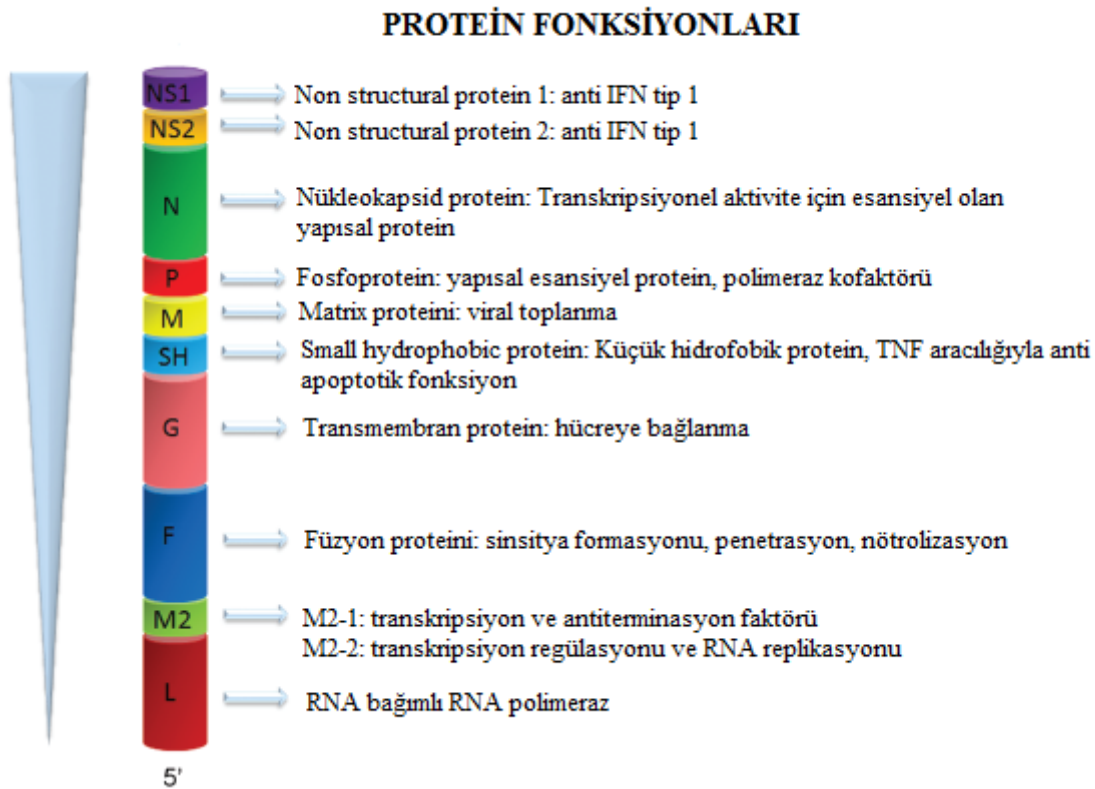 PROTEİN FONKSİYONLARI
NS1
Non structural protein 1: anti IFN tip 1
NS2
Non structural protein 2: anti IFN tip 1
N
Nükleokapsid protein: Transkripsiyonel aktivite için esansiyel olan
yapısal protein
P
Fosfoprotein: yapısal esansiyel protein, polimeraz kofaktörü
M
Matrix proteini: viral toplanma
SH
Small hydrophobic protein: Küçük hidrofobik protein, TNF aracılığıyla anti
apoptotik fonksiyon
G
Transmembran protein: hücreye bağlanma
F
Füzyon proteini: sinsitya formasyonu, penetrasyon, nötrolizasyon
M2
M2-1: transkripsiyon ve antiterminasyon faktörü
M2-2: transkripsiyon regülasyonu ve RNA replikasyonu
L
RNA bağımlı RNA polimeraz
5'